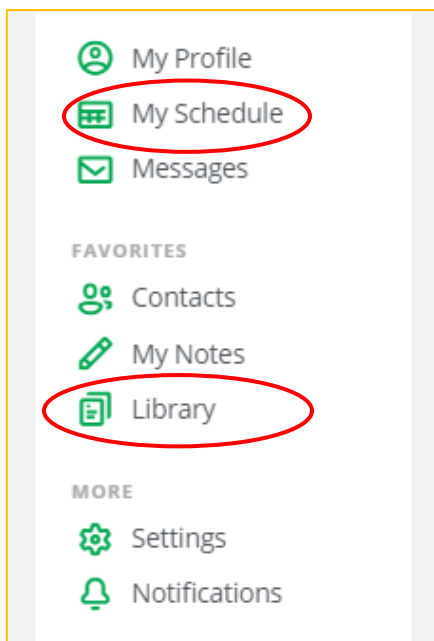 My Profile
My Schedule
Messages
FAVORITES
Contacts
My Notes
Library
MORE
Settings
Notifications